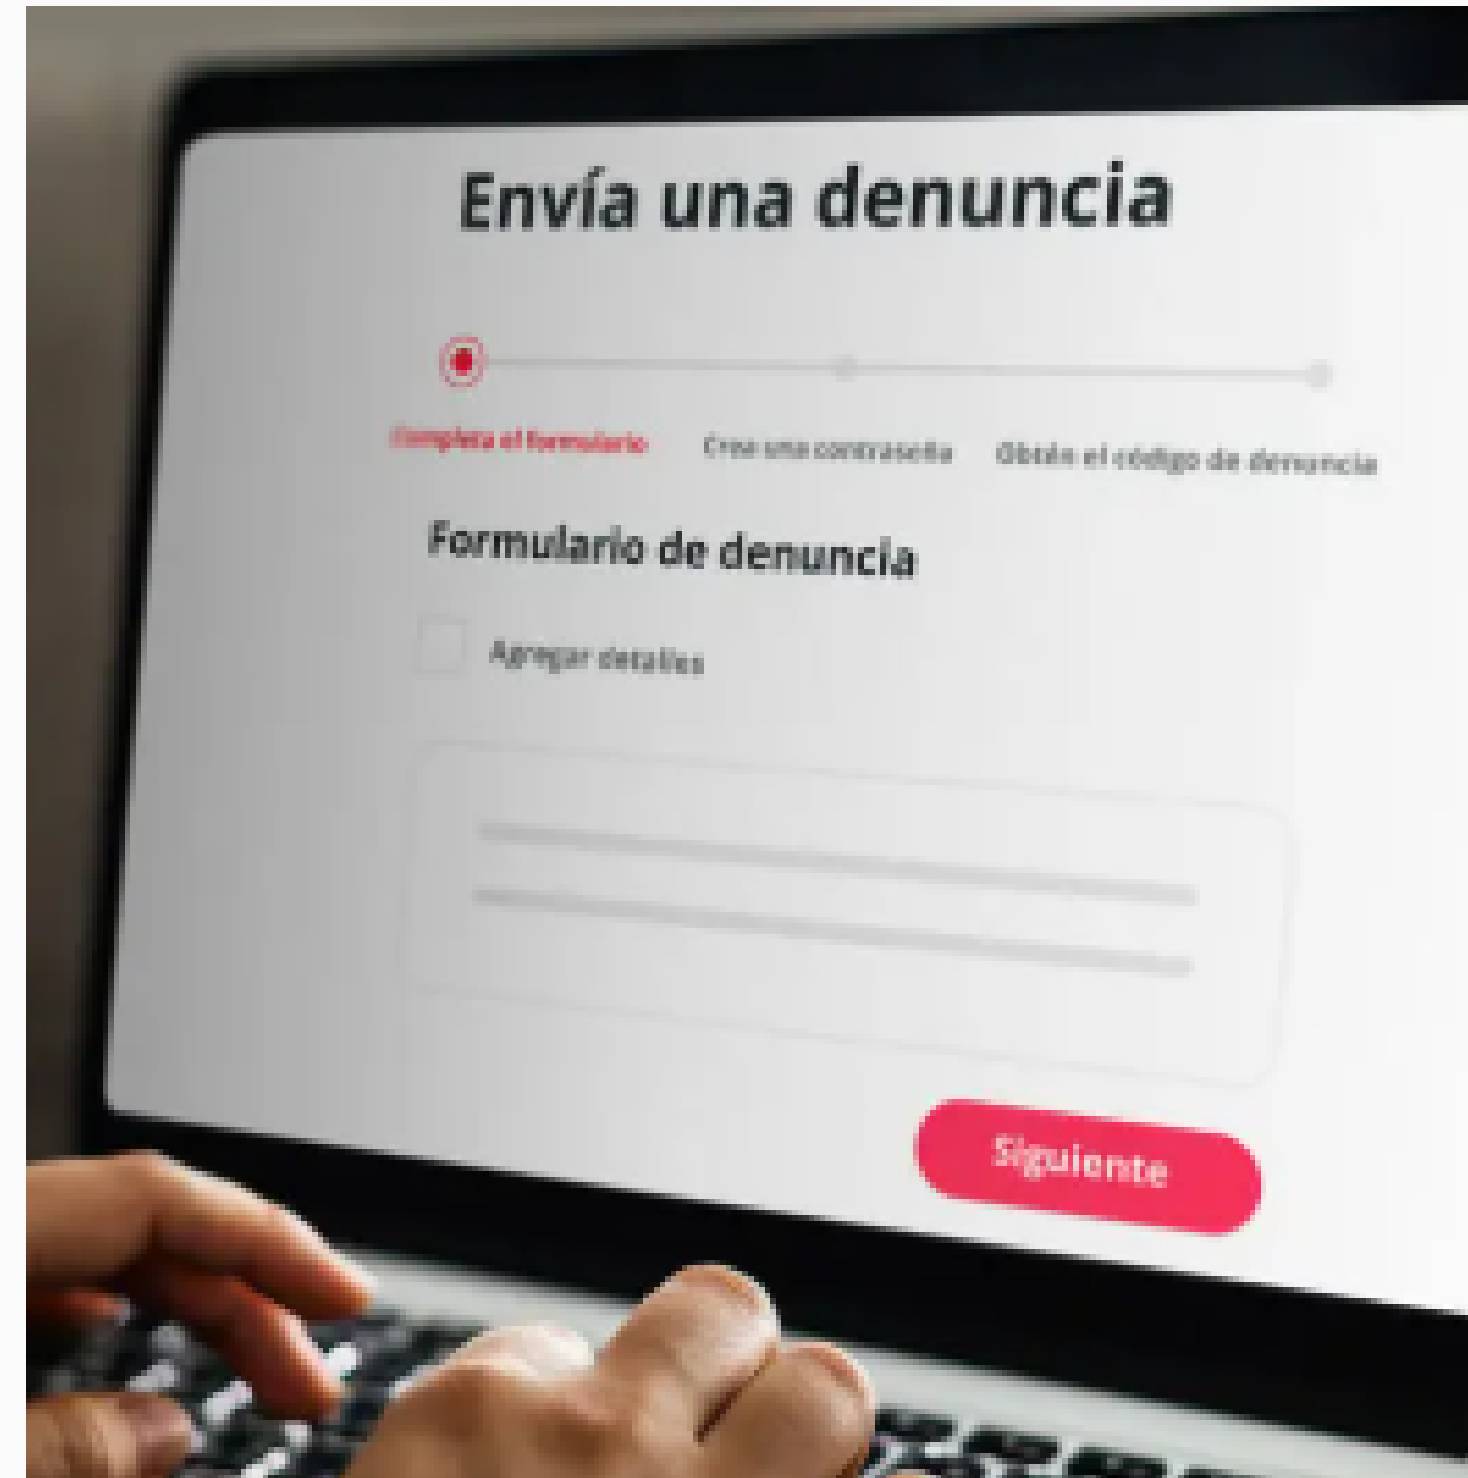 Envía una denuncia
Completa el formulario Crea una contraseña Obtén el código de denuncia
Formulario de denuncia
Agregar detalles
Siguiente